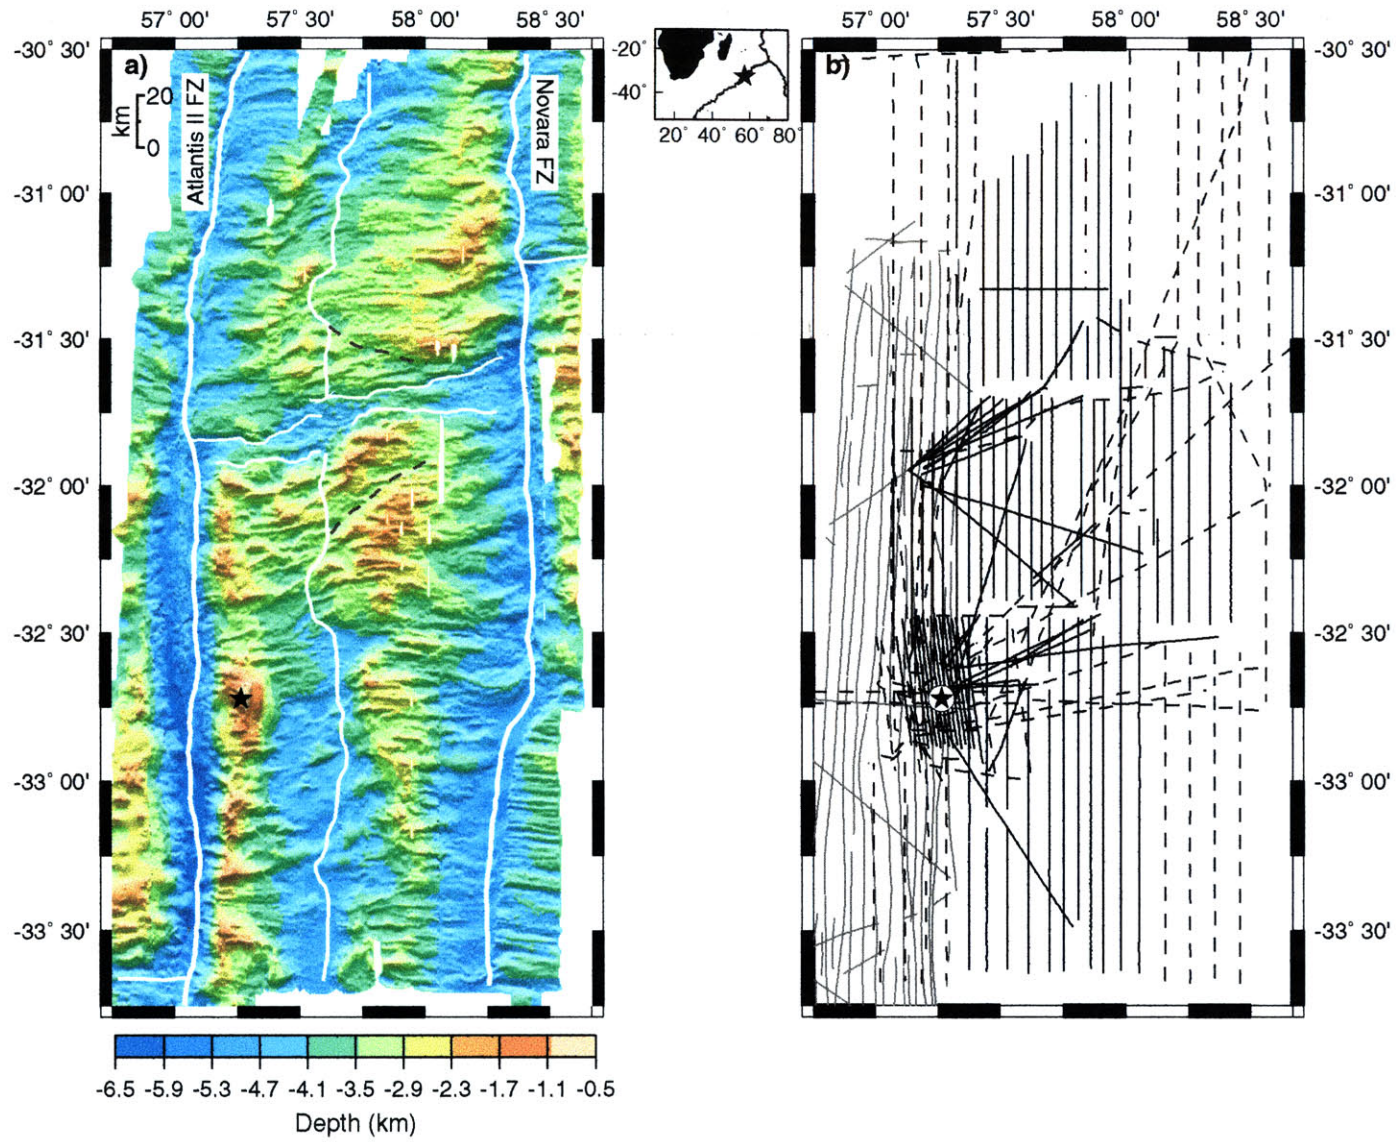 57° 00' 57° 30' 58° 00' 58° 30'
-30° 30'
-31° 00'
-31° 30'
-32° 00'
-32° 30'
-33° 00'
-33° 30'
a)
20
km
0
Atlantis II FZ
Novara FZ
-6.5 -5.9 -5.3 -4.7 -4.1 -3.5 -2.9 -2.3 -1.7 -1.1 -0.5
Depth (km)
-20°
-40°
20° 40° 60° 80°
57° 00' 57° 30' 58° 00' 58° 30'
b)
-30° 30'
-31° 00'
-31° 30'
-32° 00'
-32° 30'
-33° 00'
-33° 30'